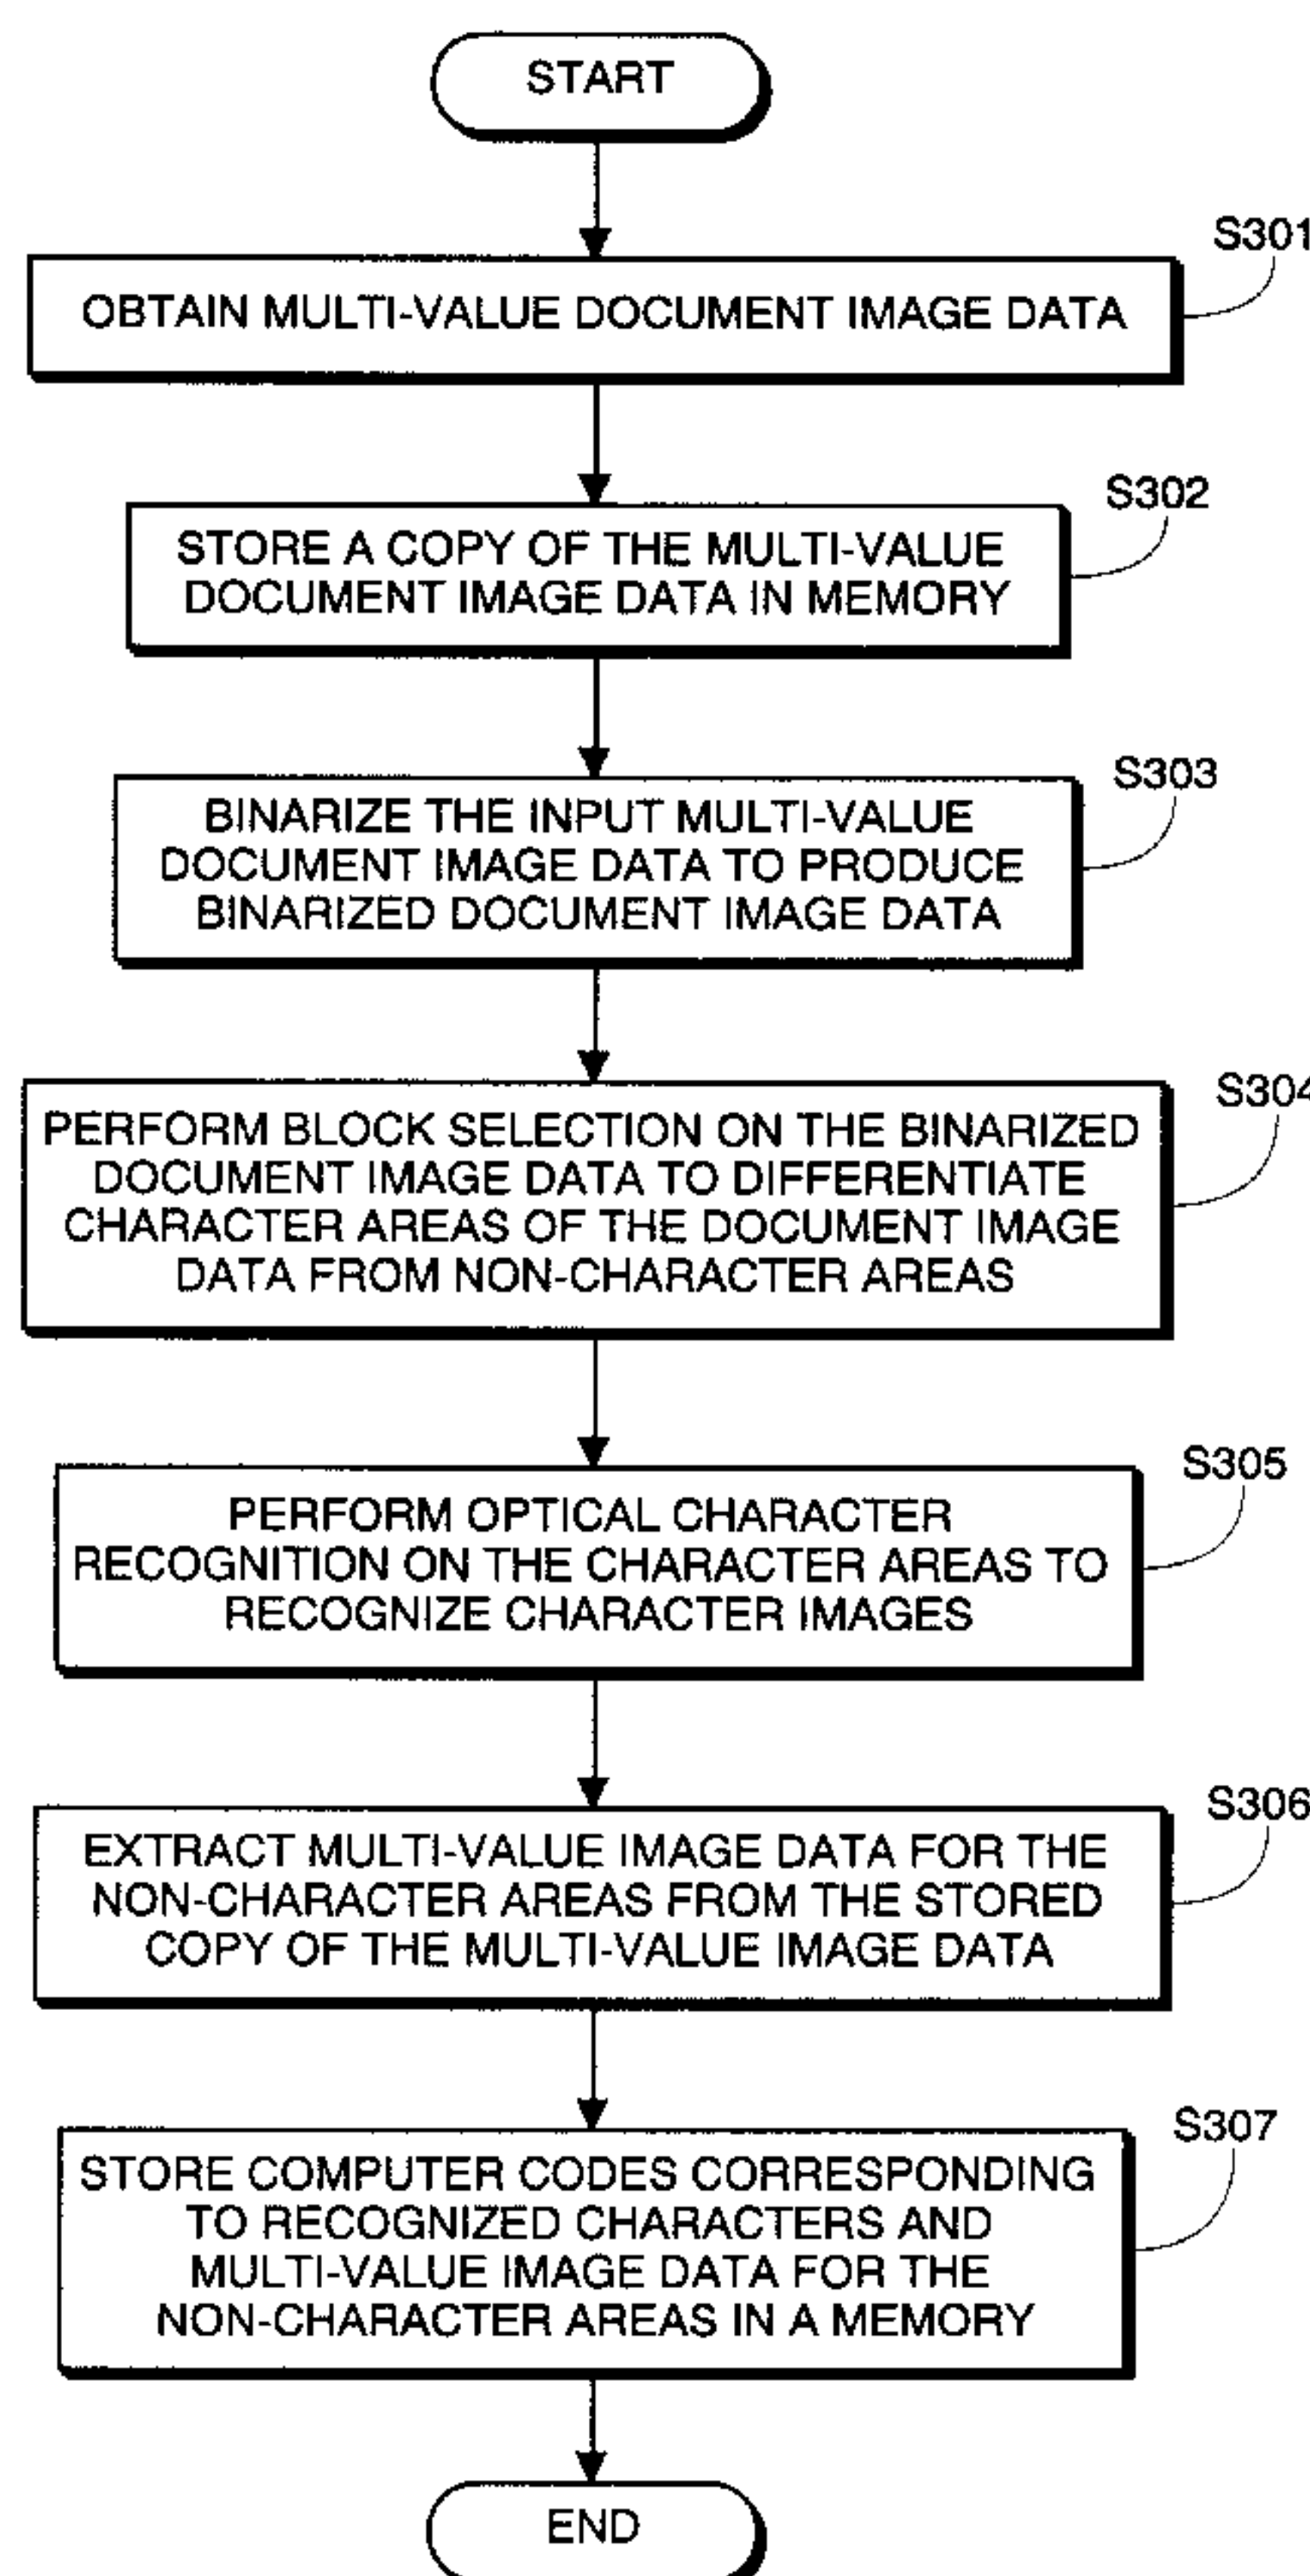 START
S301
OBTAIN MULTI-VALUE DOCUMENT IMAGE DATA
S302
STORE A COPY OF THE MULTI-VALUE
DOCUMENT IMAGE DATA IN MEMORY
S303
BINARIZE THE INPUT MULTI-VALUE
DOCUMENT IMAGE DATA TO PRODUCE
BINARIZED DOCUMENT IMAGE DATA
S304
PERFORM BLOCK SELECTION ON THE BINARIZED
DOCUMENT IMAGE DATA TO DIFFERENTIATE
CHARACTER AREAS OF THE DOCUMENT IMAGE
DATA FROM NON-CHARACTER AREAS
S305
PERFORM OPTICAL CHARACTER
RECOGNITION ON THE CHARACTER AREAS TO
RECOGNIZE CHARACTER IMAGES
S306
EXTRACT MULTI-VALUE IMAGE DATA FOR THE
NON-CHARACTER AREAS FROM THE STORED
COPY OF THE MULTI-VALUE IMAGE DATA
S307
STORE COMPUTER CODES CORRESPONDING
TO RECOGNIZED CHARACTERS AND
MULTI-VALUE IMAGE DATA FOR THE
NON-CHARACTER AREAS IN A MEMORY
END